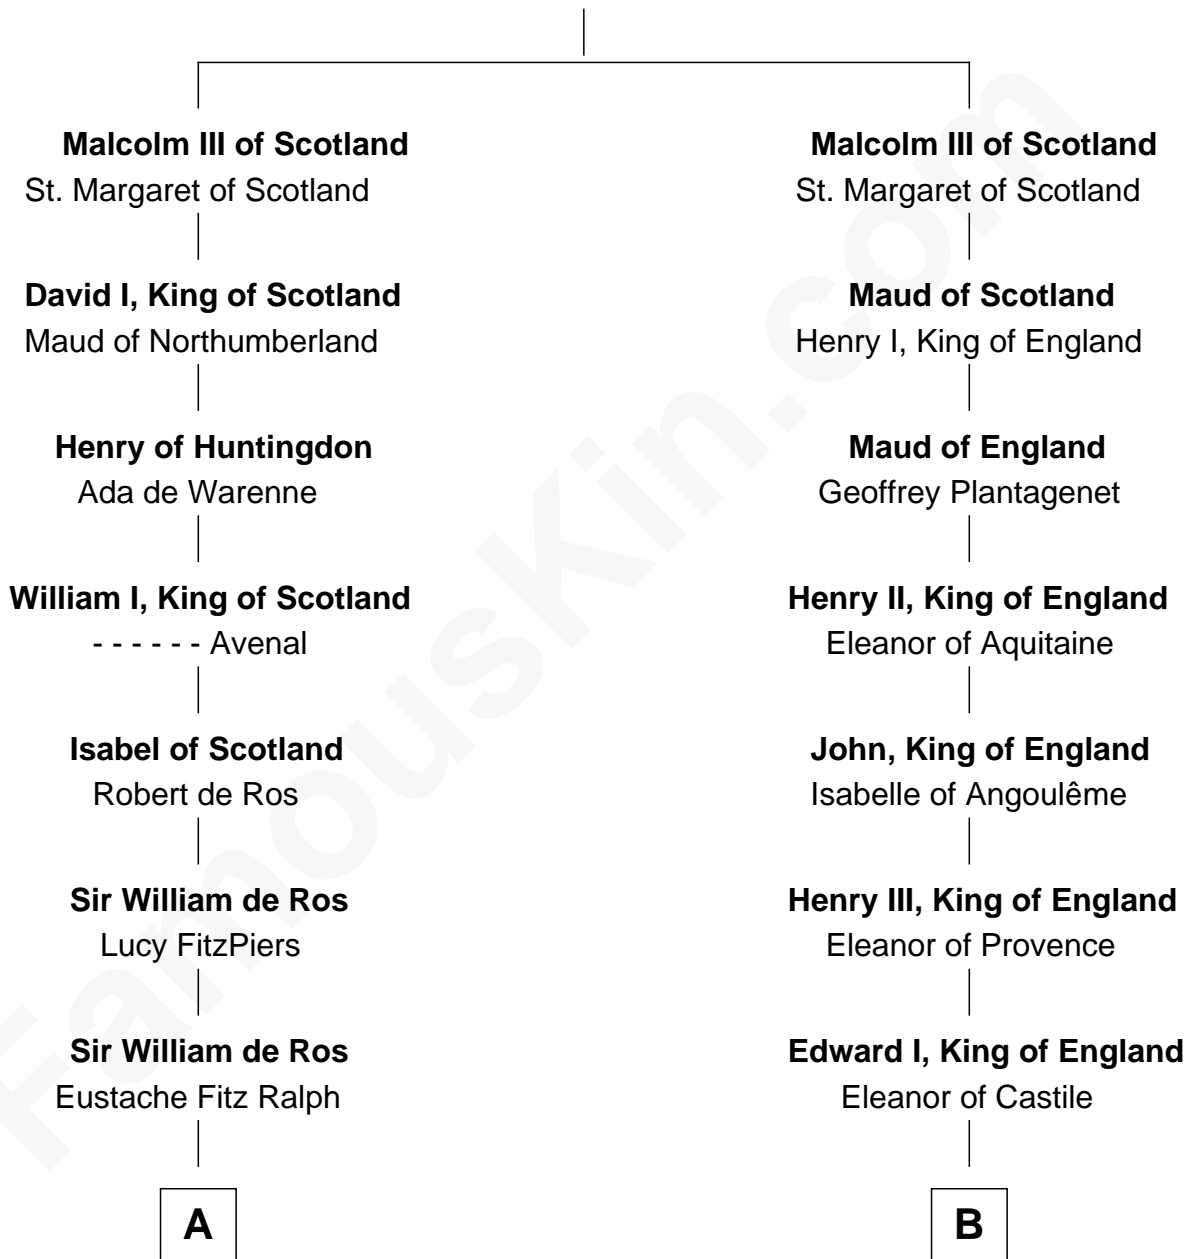 Malcolm III of Scotland
St. Margaret of Scotland
David I, King of Scotland
Maud of Northumberland
Henry of Huntingdon
Ada de Warenne
William I, King of Scotland
- - - - - - Avenal
Isabel of Scotland
Robert de Ros
Sir William de Ros
Lucy FitzPiers
Sir William de Ros
Eustache Fitz Ralph
A
Malcolm III of Scotland
St. Margaret of Scotland
Maud of Scotland
Henry I, King of England
Maud of England
Geoffrey Plantagenet
Henry II, King of England
Eleanor of Aquitaine
John, King of England
Isabelle of Angoulême
Henry III, King of England
Eleanor of Provence
Edward I, King of England
Eleanor of Castile
B
FamousKin.com